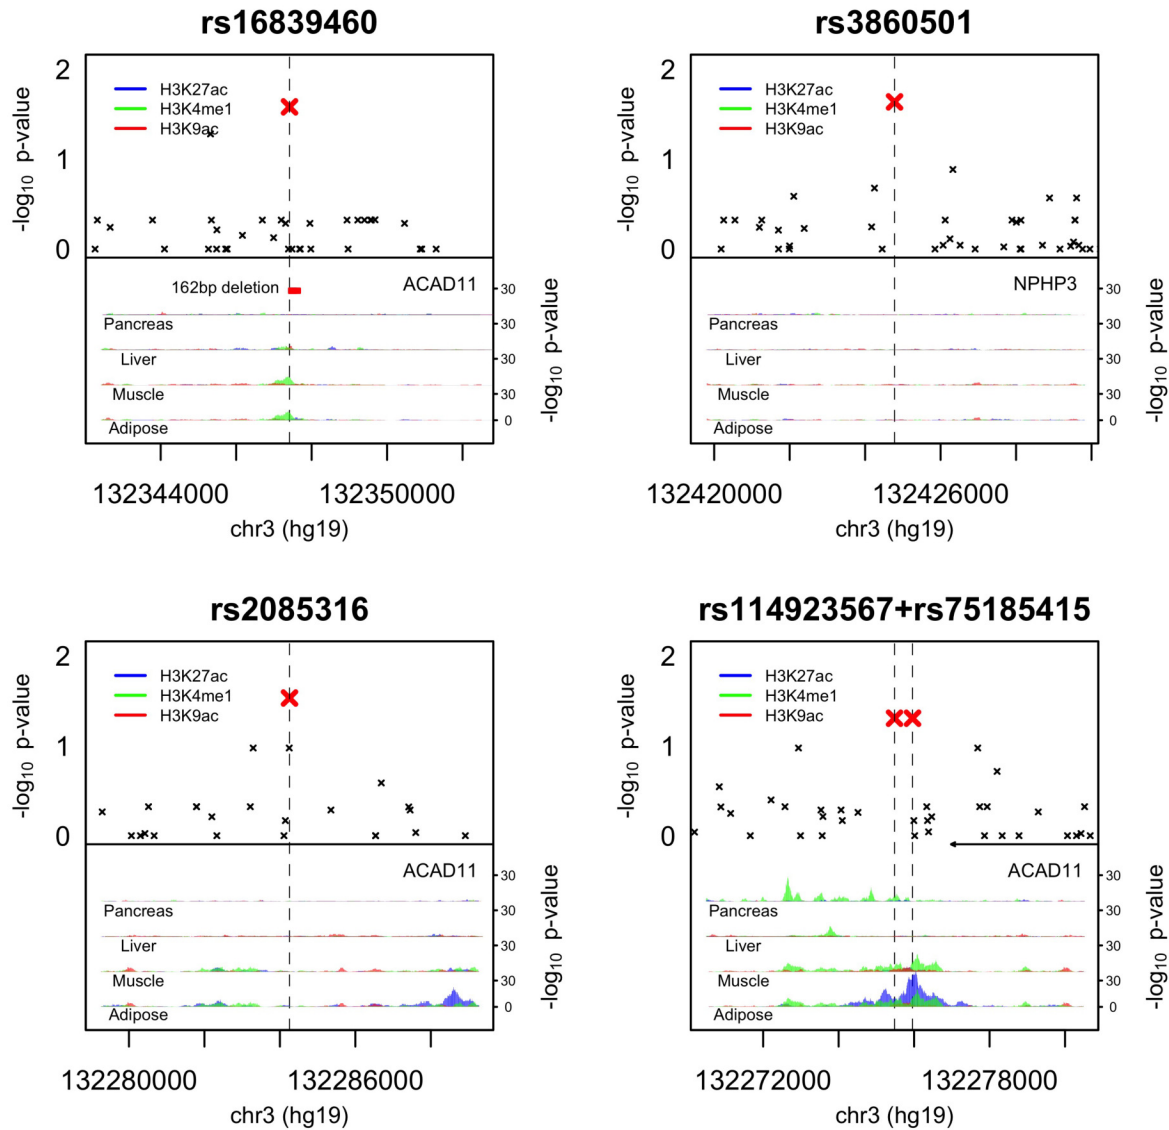 rs16839460
2
1
0
-log10 p-value
H3K27ac
H3K4me1
H3K9ac
162bp deletion
ACAD11
30
Pancreas
30
Liver
30
Muscle
30
Adipose
0
-log10 p-value
132344000
132350000
chr3 (hg19)
rs3860501
2
1
0
-log10 p-value
H3K27ac
H3K4me1
H3K9ac
NPHP3
30
Pancreas
30
Liver
30
Muscle
30
Adipose
0
-log10 p-value
132420000
132426000
chr3 (hg19)
rs2085316
2
1
0
-log10 p-value
H3K27ac
H3K4me1
H3K9ac
ACAD11
30
Pancreas
30
Liver
30
Muscle
30
Adipose
0
-log10 p-value
132280000
132286000
chr3 (hg19)
rs114923567+rs75185415
2
1
0
-log10 p-value
H3K27ac
H3K4me1
H3K9ac
ACAD11
30
Pancreas
30
Liver
30
Muscle
30
Adipose
0
-log10 p-value
132272000
132278000
chr3 (hg19)